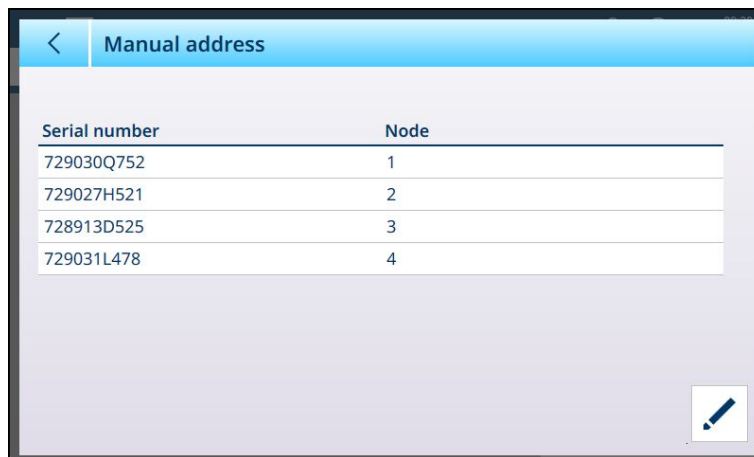 Manual address
Serial number Node
729030Q752 1
729027H521 2
728913D525 3
729031L478 4